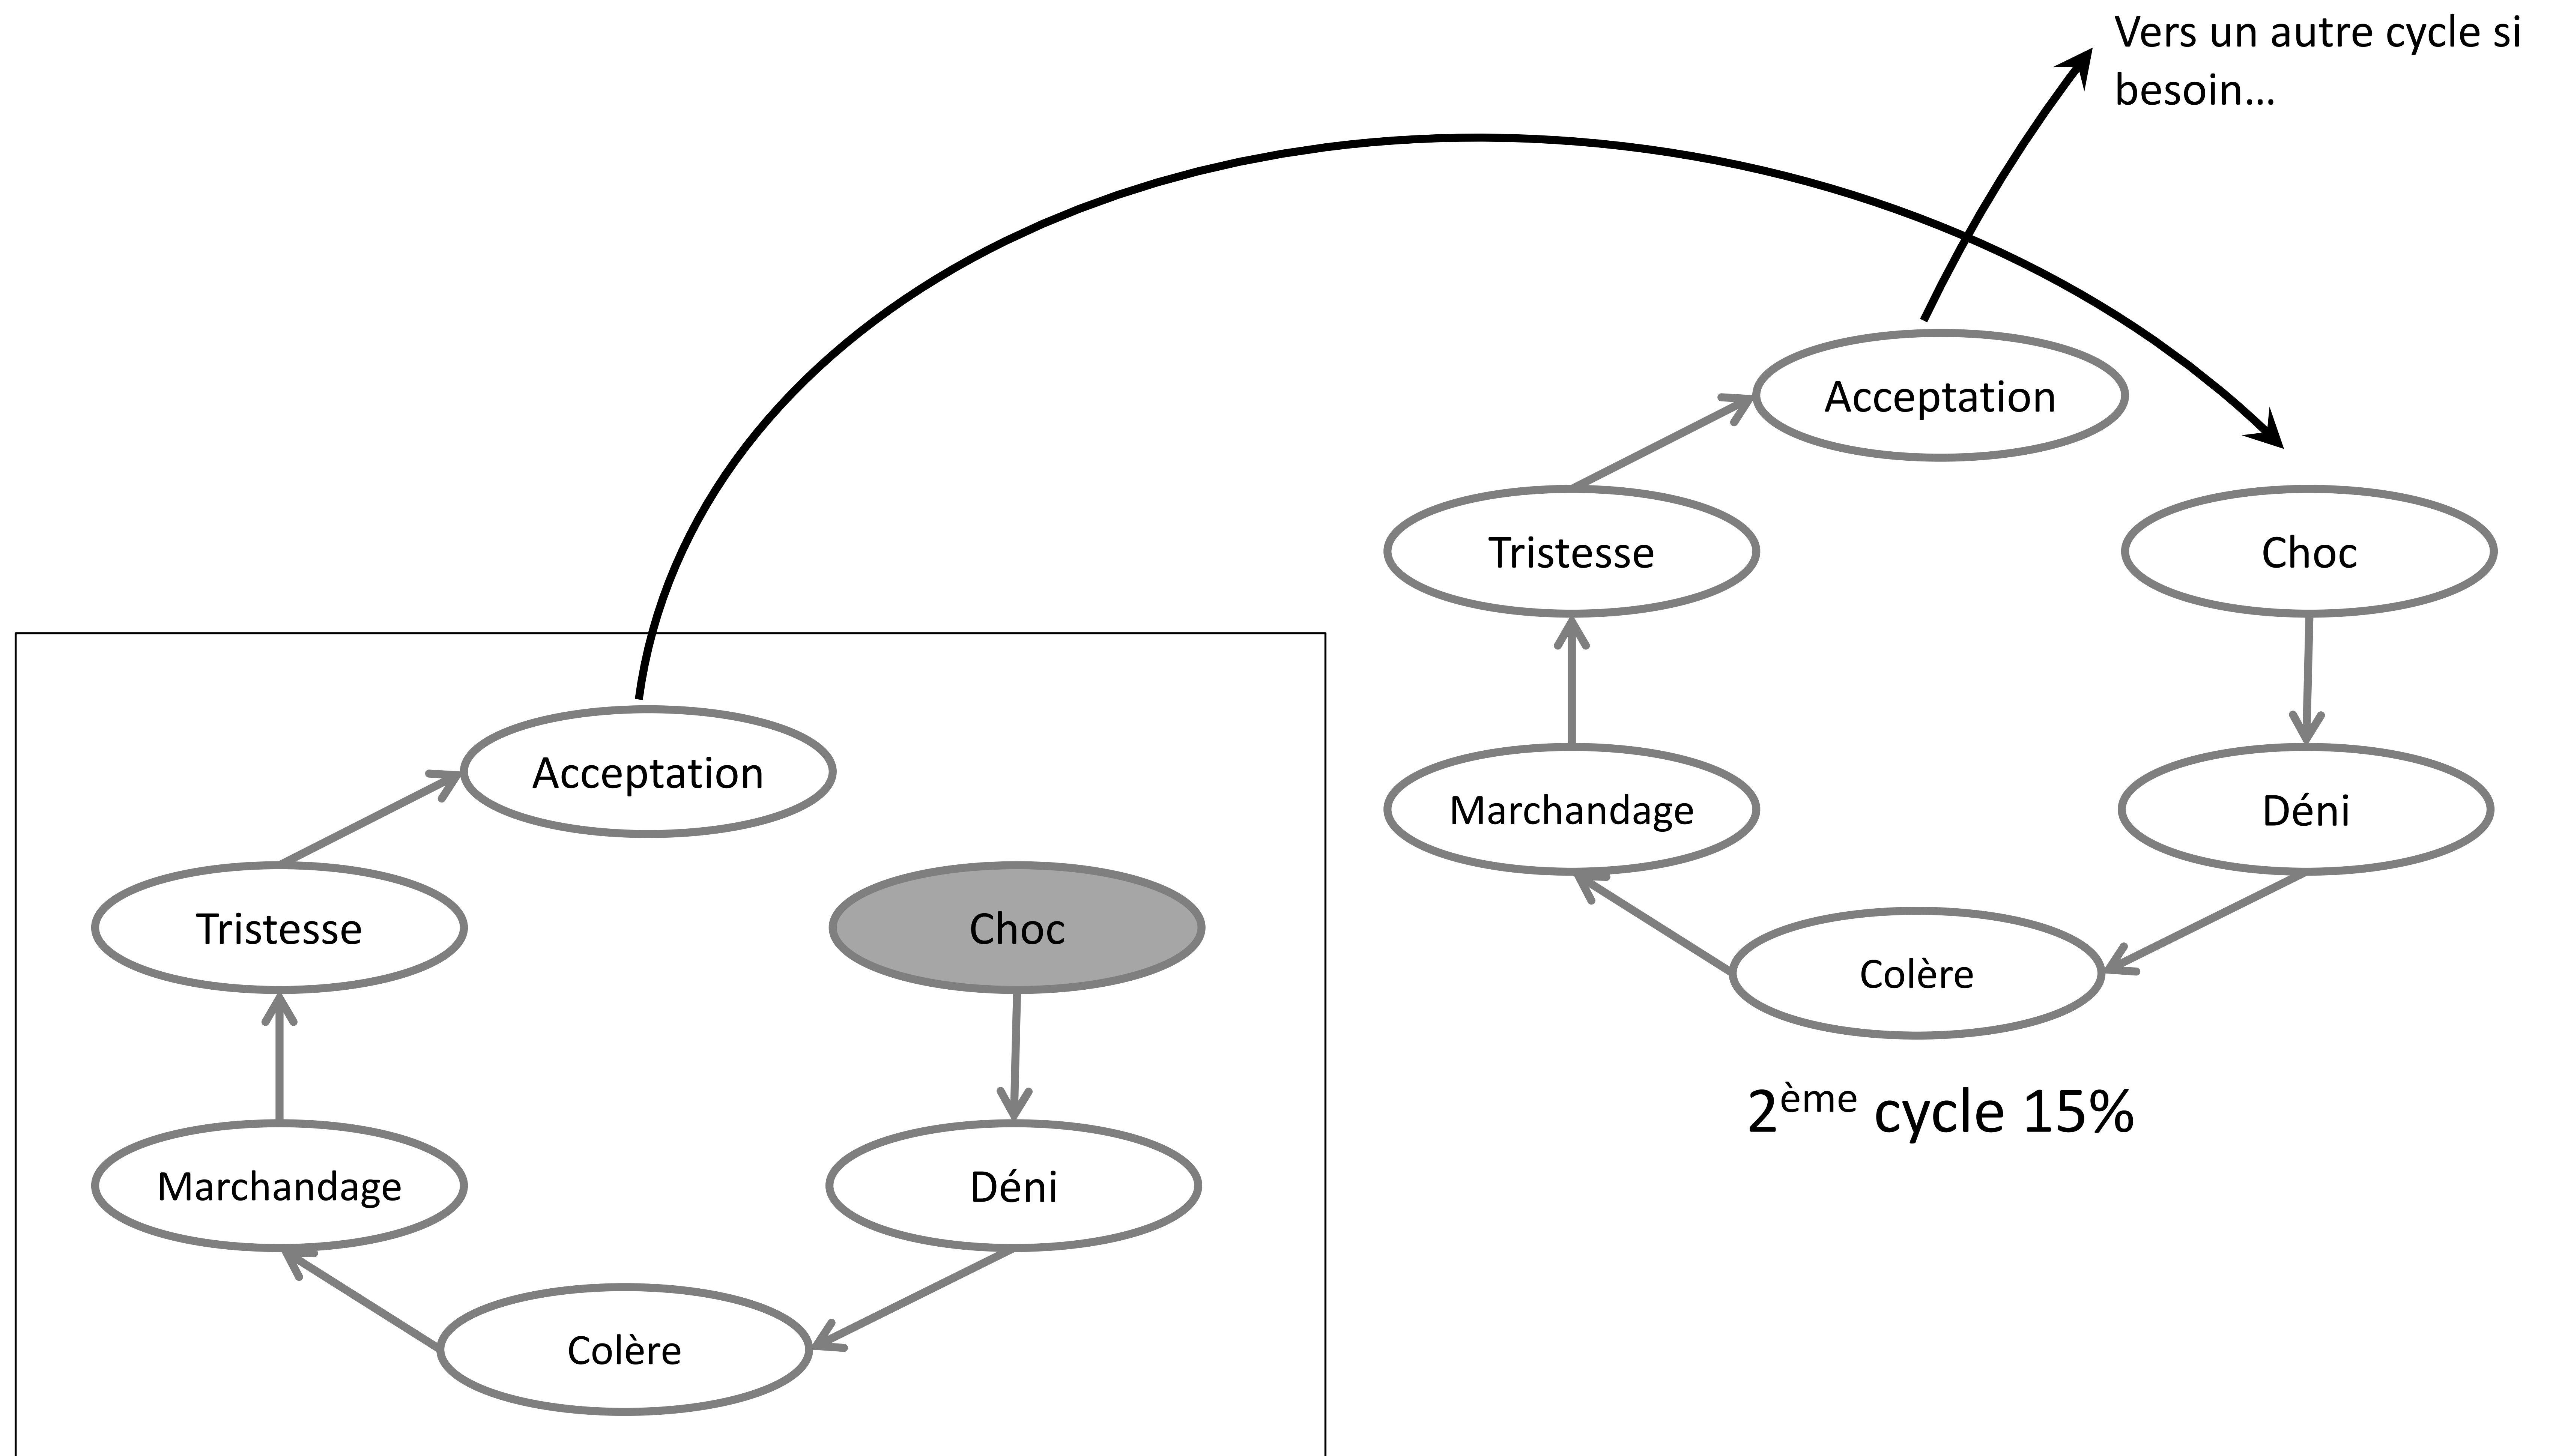 Vers un autre cycle si
besoin…
Acceptation
Tristesse
Choc
Marchandage
Déni
Colère
2ème cycle 15%
Acceptation
Tristesse
Choc
Marchandage
Déni
Colère